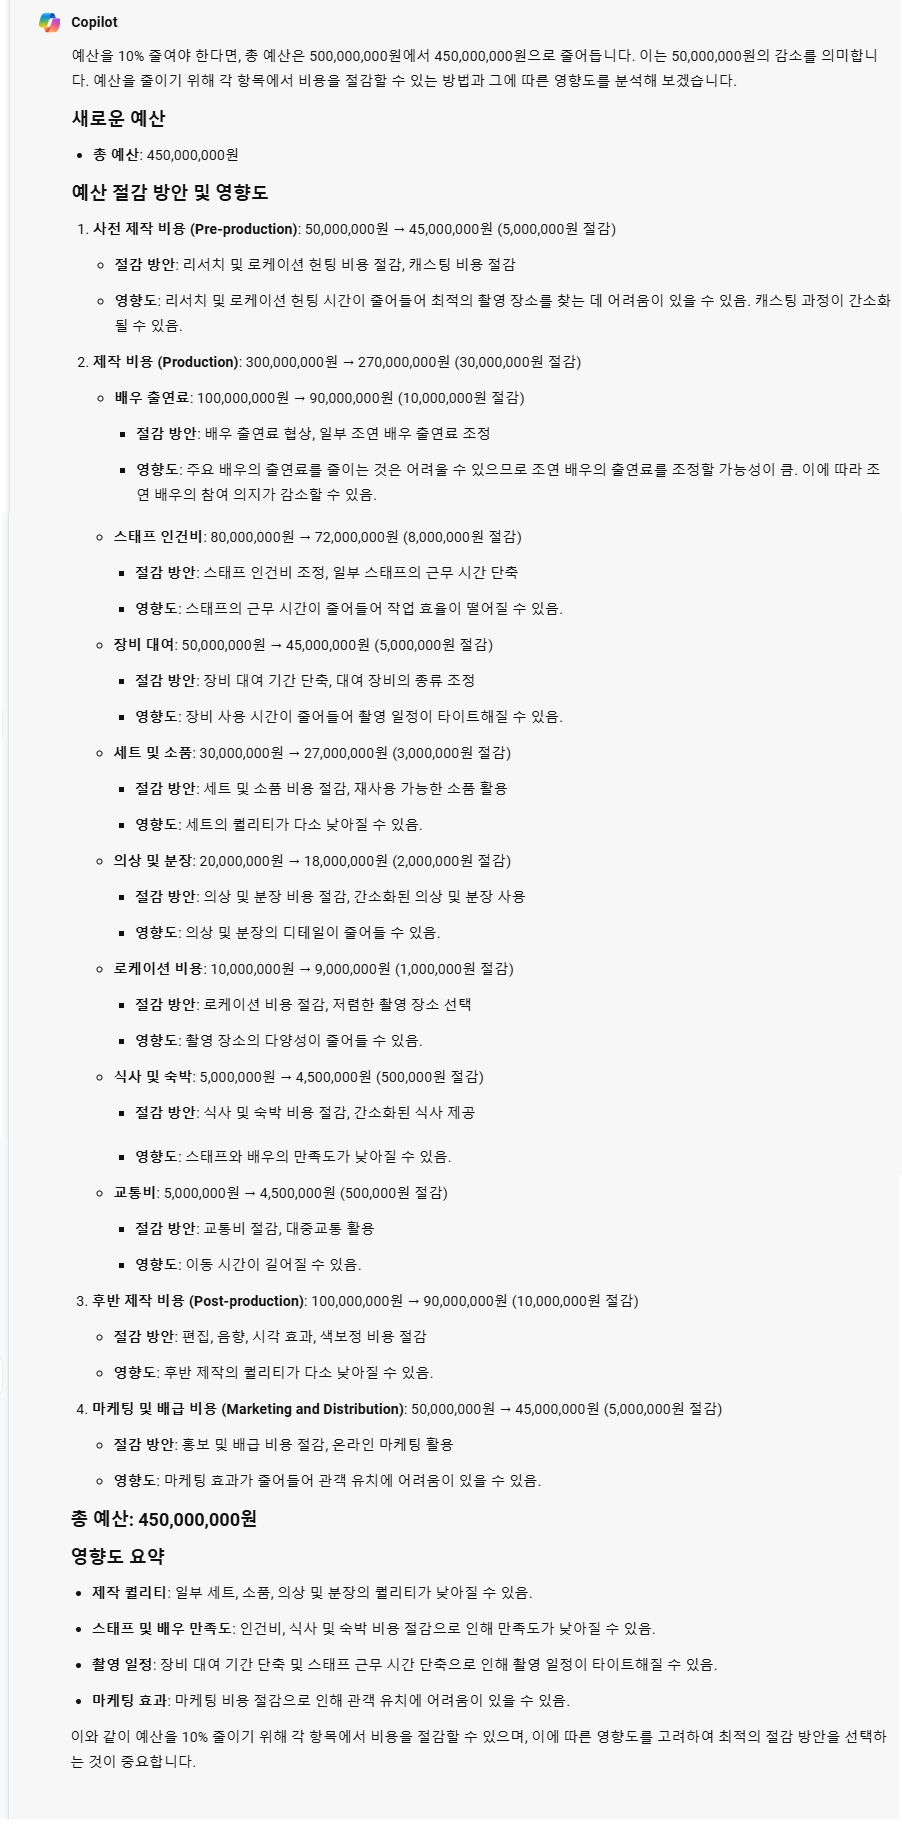 Copilot
예산을 10% 줄여야 한다면, 총 예산은 500,000,000원에서 450,000,000원으로 줄어듭니다. 이는 50,000,000원의 감소를 의미합니
다. 예산을 줄이기 위해 각 항목에서 비용을 절감할 수 있는 방법과 그에 따른 영향도를 분석해 보겠습니다.
새로운 예산
• 총 예산: 450,000,000원
예산 절감 방안 및 영향도
1. 사전 제작 비용 (Pre-production): 50,000,000원 → 45,000,000원 (5,000,000원 절감)
◦ 절감 방안: 리서치 및 로케이션 헌팅 비용 절감, 캐스팅 비용 절감
◦ 영향도: 리서치 및 로케이션 헌팅 시간이 줄어들어 최적의 촬영 장소를 찾는 데 어려움이 있을 수 있음. 캐스팅 과정이 간소화
될 수 있음.
2. 제작 비용 (Production): 300,000,000원 → 270,000,000원 (30,000,000원 절감)
◦ 배우 출연료: 100,000,000원 → 90,000,000원 (10,000,000원 절감)
▪ 절감 방안: 배우 출연료 협상, 일부 조연 배우 출연료 조정
▪ 영향도: 주요 배우의 출연료를 줄이는 것은 어려울 수 있으므로 조연 배우의 출연료를 조정할 가능성이 큼. 이에 따라 조
연 배우의 참여 의지가 감소할 수 있음.
◦ 스태프 인건비: 80,000,000원 → 72,000,000원 (8,000,000원 절감)
▪ 절감 방안: 스태프 인건비 조정, 일부 스태프의 근무 시간 단축
▪ 영향도: 스태프의 근무 시간이 줄어들어 작업 효율이 떨어질 수 있음.
◦ 장비 대여: 50,000,000원 → 45,000,000원 (5,000,000원 절감)
▪ 절감 방안: 장비 대여 기간 단축, 대여 장비의 종류 조정
▪ 영향도: 장비 사용 시간이 줄어들어 촬영 일정이 타이트해질 수 있음.
◦ 세트 및 소품: 30,000,000원 → 27,000,000원 (3,000,000원 절감)
▪ 절감 방안: 세트 및 소품 비용 절감, 재사용 가능한 소품 활용
▪ 영향도: 세트의 퀄리티가 다소 낮아질 수 있음.
◦ 의상 및 분장: 20,000,000원 → 18,000,000원 (2,000,000원 절감)
▪ 절감 방안: 의상 및 분장 비용 절감, 간소화된 의상 및 분장 사용
▪ 영향도: 의상 및 분장의 디테일이 줄어들 수 있음.
◦ 로케이션 비용: 10,000,000원 → 9,000,000원 (1,000,000원 절감)
▪ 절감 방안: 로케이션 비용 절감, 저렴한 촬영 장소 선택
▪ 영향도: 촬영 장소의 다양성이 줄어들 수 있음.
◦ 식사 및 숙박: 5,000,000원 → 4,500,000원 (500,000원 절감)
▪ 절감 방안: 식사 및 숙박 비용 절감, 간소화된 식사 제공
▪ 영향도: 스태프와 배우의 만족도가 낮아질 수 있음.
◦ 교통비: 5,000,000원 → 4,500,000원 (500,000원 절감)
▪ 절감 방안: 교통비 절감, 대중교통 활용
▪ 영향도: 이동 시간이 길어질 수 있음.
3. 후반 제작 비용 (Post-production): 100,000,000원 → 90,000,000원 (10,000,000원 절감)
◦ 절감 방안: 편집, 음향, 시각 효과, 색보정 비용 절감
◦ 영향도: 후반 제작의 퀄리티가 다소 낮아질 수 있음.
4. 마케팅 및 배급 비용 (Marketing and Distribution): 50,000,000원 → 45,000,000원 (5,000,000원 절감)
◦ 절감 방안: 홍보 및 배급 비용 절감, 온라인 마케팅 활용
◦ 영향도: 마케팅 효과가 줄어들어 관객 유치에 어려움이 있을 수 있음.
총 예산: 450,000,000원
영향도 요약
• 제작 퀄리티: 일부 세트, 소품, 의상 및 분장의 퀄리티가 낮아질 수 있음.
• 스태프 및 배우 만족도: 인건비, 식사 및 숙박 비용 절감으로 인해 만족도가 낮아질 수 있음.
• 촬영 일정: 장비 대여 기간 단축 및 스태프 근무 시간 단축으로 인해 촬영 일정이 타이트해질 수 있음.
• 마케팅 효과: 마케팅 비용 절감으로 인해 관객 유치에 어려움이 있을 수 있음.
이와 같이 예산을 10% 줄이기 위해 각 항목에서 비용을 절감할 수 있으며, 이에 따른 영향도를 고려하여 최적의 절감 방안을 선택하
는 것이 중요합니다.